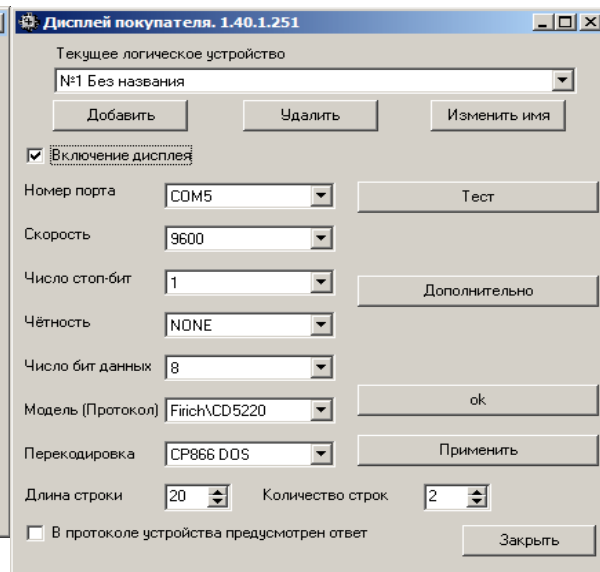 Дисплей покупателя. 1.40.1.251
Текущее логическое устройство
№1 Без названия
Добавить Удалить Изменить имя
Включение дисплея
Номер порта COM5 Тест
Скорость 9600
Число стоп-бит 1 Дополнительно
Чётность NONE
Число бит данных 8
Модель (Протокол) Firich\CD5220 ok
Перекодировка CP866 DOS Применить
Длина строки 20 Количество строк 2
В протоколе устройства предусмотрен ответ
Закрыть